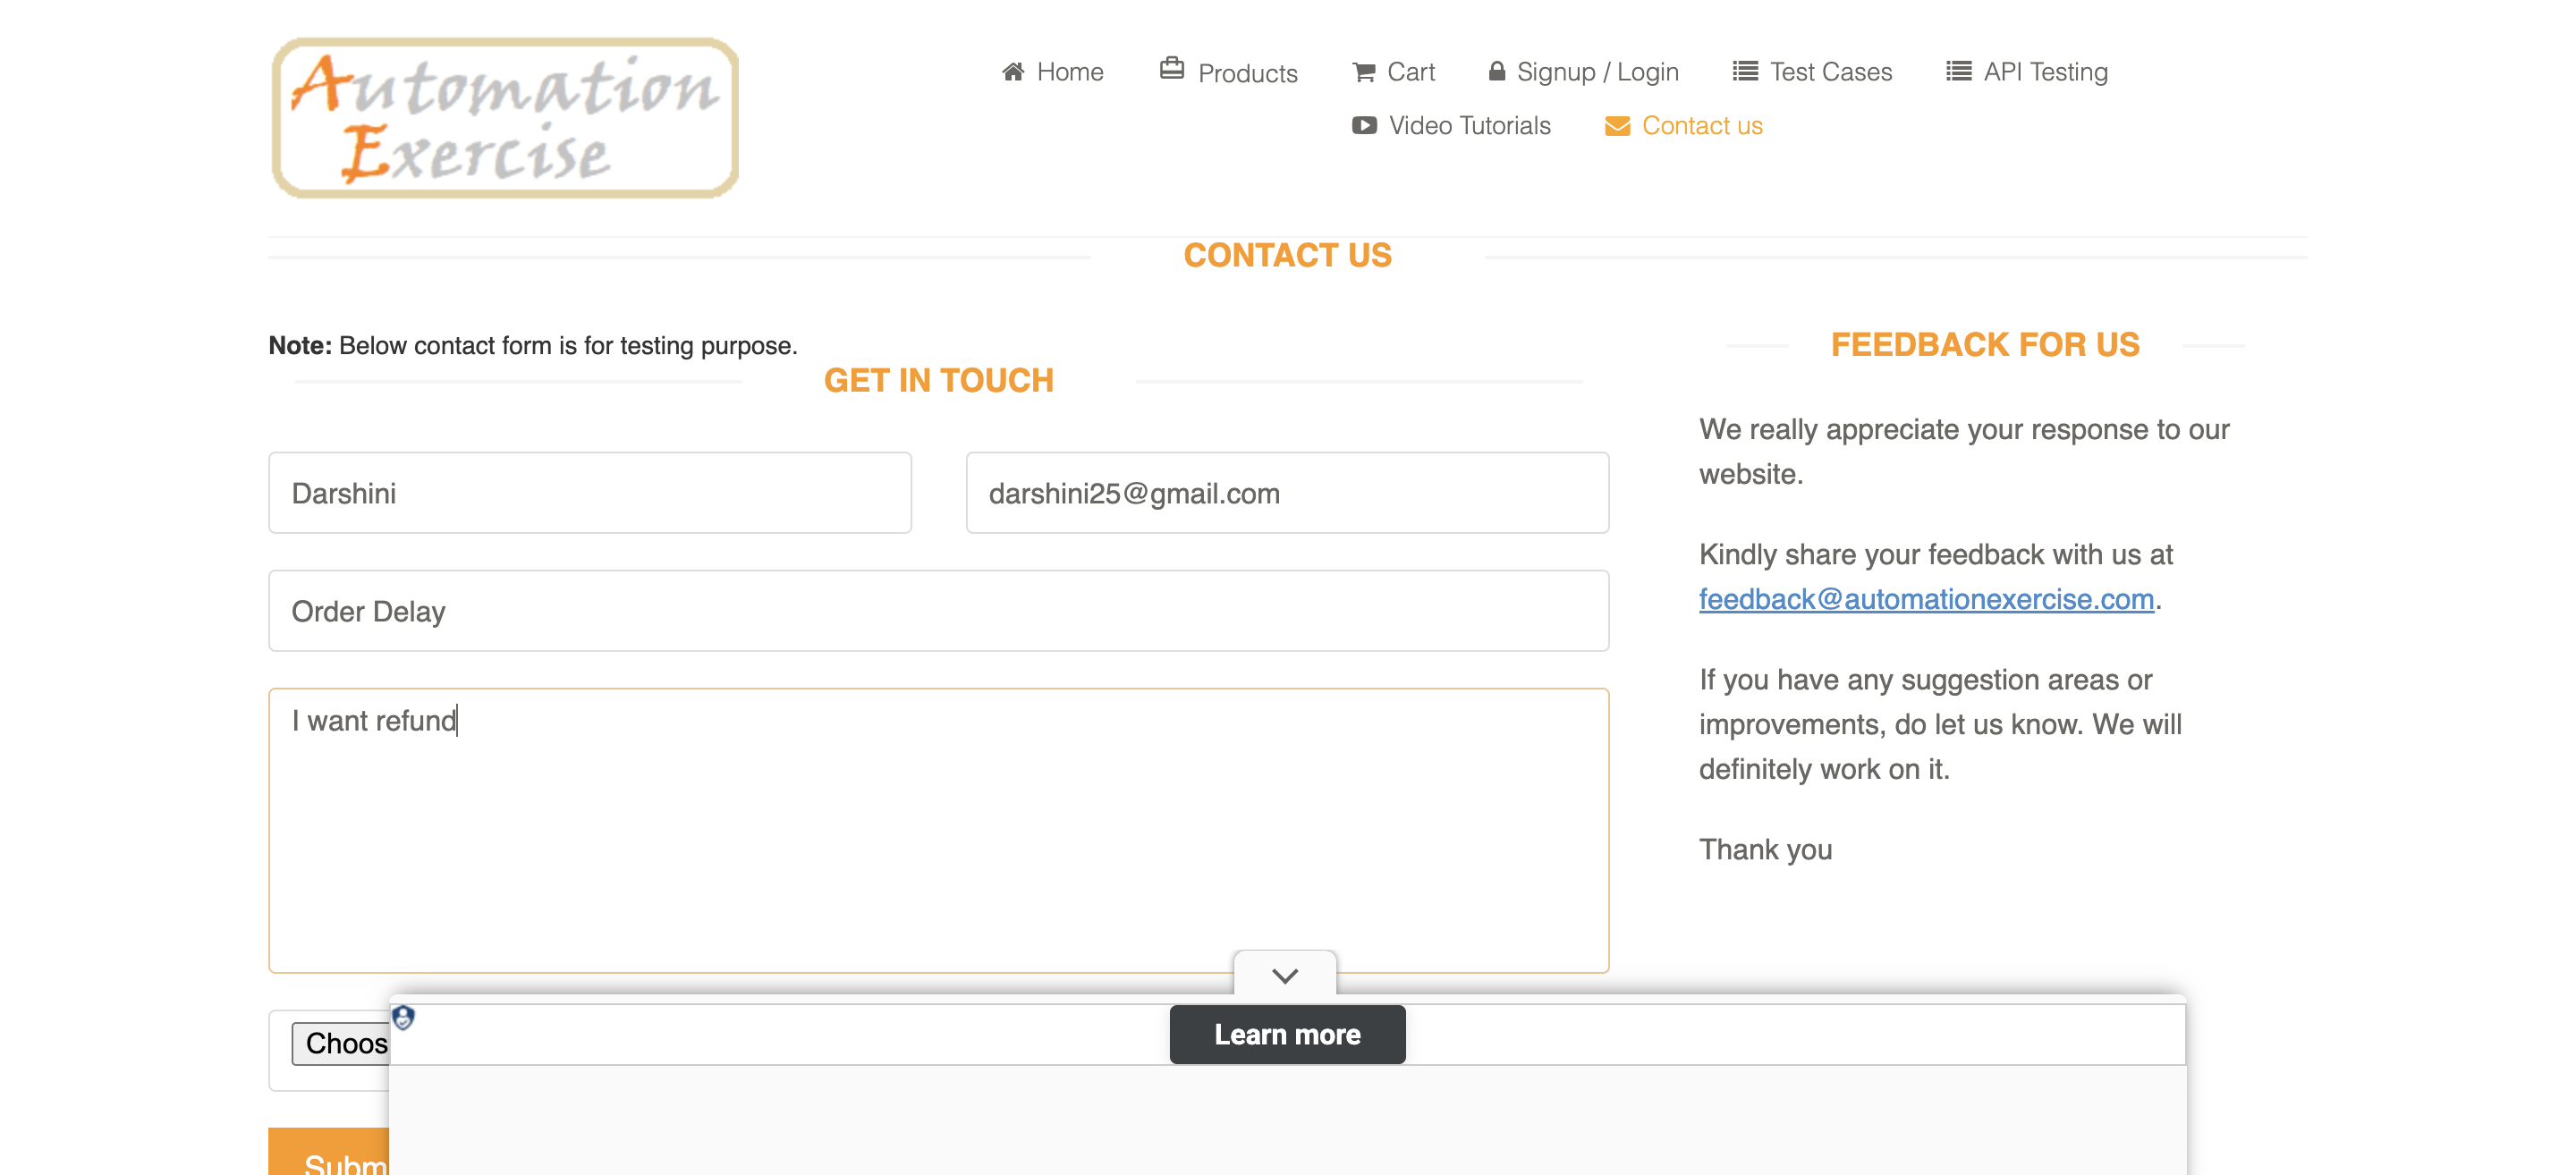 Automation
Exercise
Home
Products
Cart
Signup / Login
Test Cases
API Testing
Video Tutorials
Contact us
CONTACT US
Note: Below contact form is for testing purpose.
GET IN TOUCH
Darshini
darshini25@gmail.com
Order Delay
I want refund
Choos
Subm
FEEDBACK FOR US
We really appreciate your response to our
website.
Kindly share your feedback with us at
feedback@automationexercise.com.
If you have any suggestion areas or
improvements, do let us know. We will
definitely work on it.
Thank you
Learn more